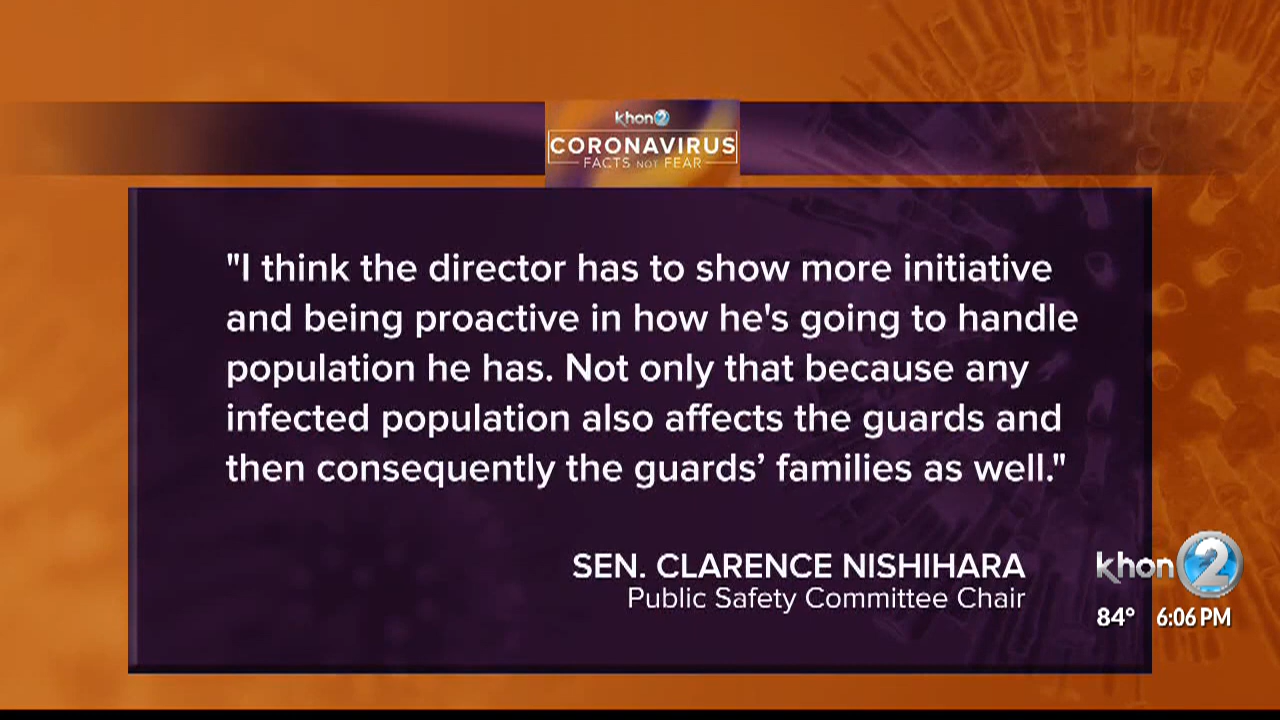 khon2
CORONAVIRUS
FACTS NOT FEAR
"I think the director has to show more initiative
and being proactive in how he's going to handle
population he has. Not only that because any
infected population also affects the guards and
then consequently the guards’ families as well."
SEN. CLARENCE NISHIHARA
Public Safety Committee Chair
khon 2
84° 6:06 PM